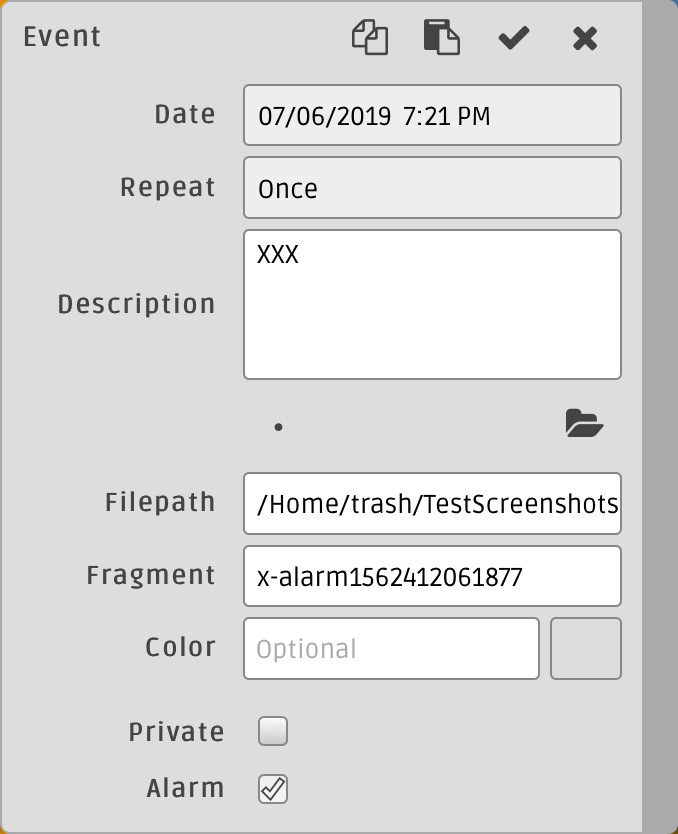 Event
Date 07/06/2019 7:21 PM
Repeat Once
Description XXX
Filepath /Home/trash/TestScreenshots
Fragment x-alarm1562412061877
Color Optional
Private
Alarm